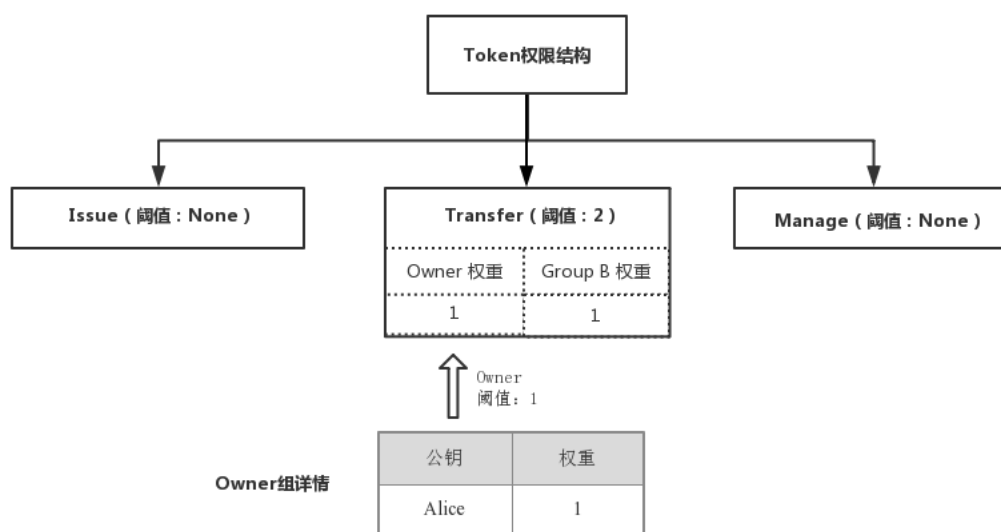 Token权限结构
Issue（阈值：None）
Transfer（阈值：2）
Manage（阈值：None）
Owner 权重
Group B 权重
1
1
Owner
阈值：1
Owner组详情
公钥
权重
Alice
1